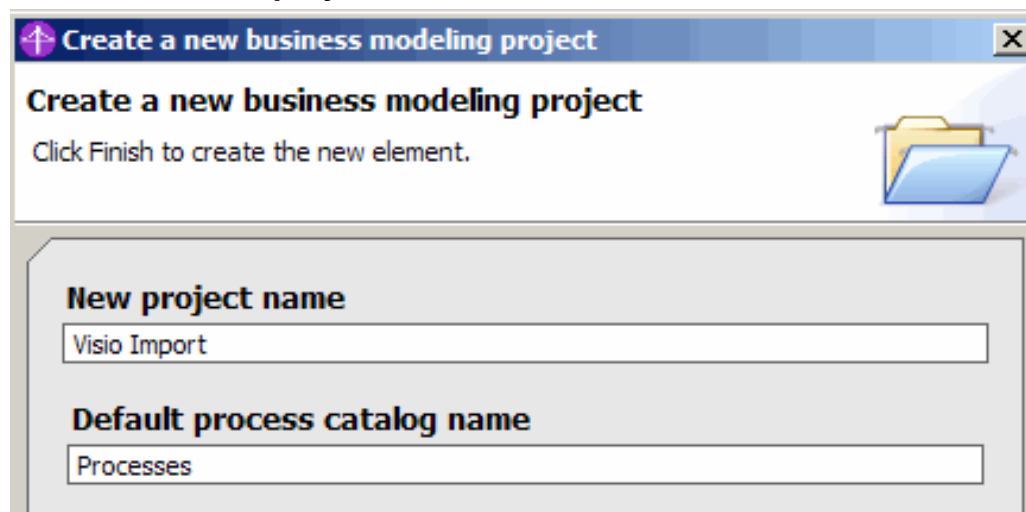 Create a new business modeling project
Create a new business modeling project
Click Finish to create the new element.
New project name
Visio Import
Default process catalog name
Processes